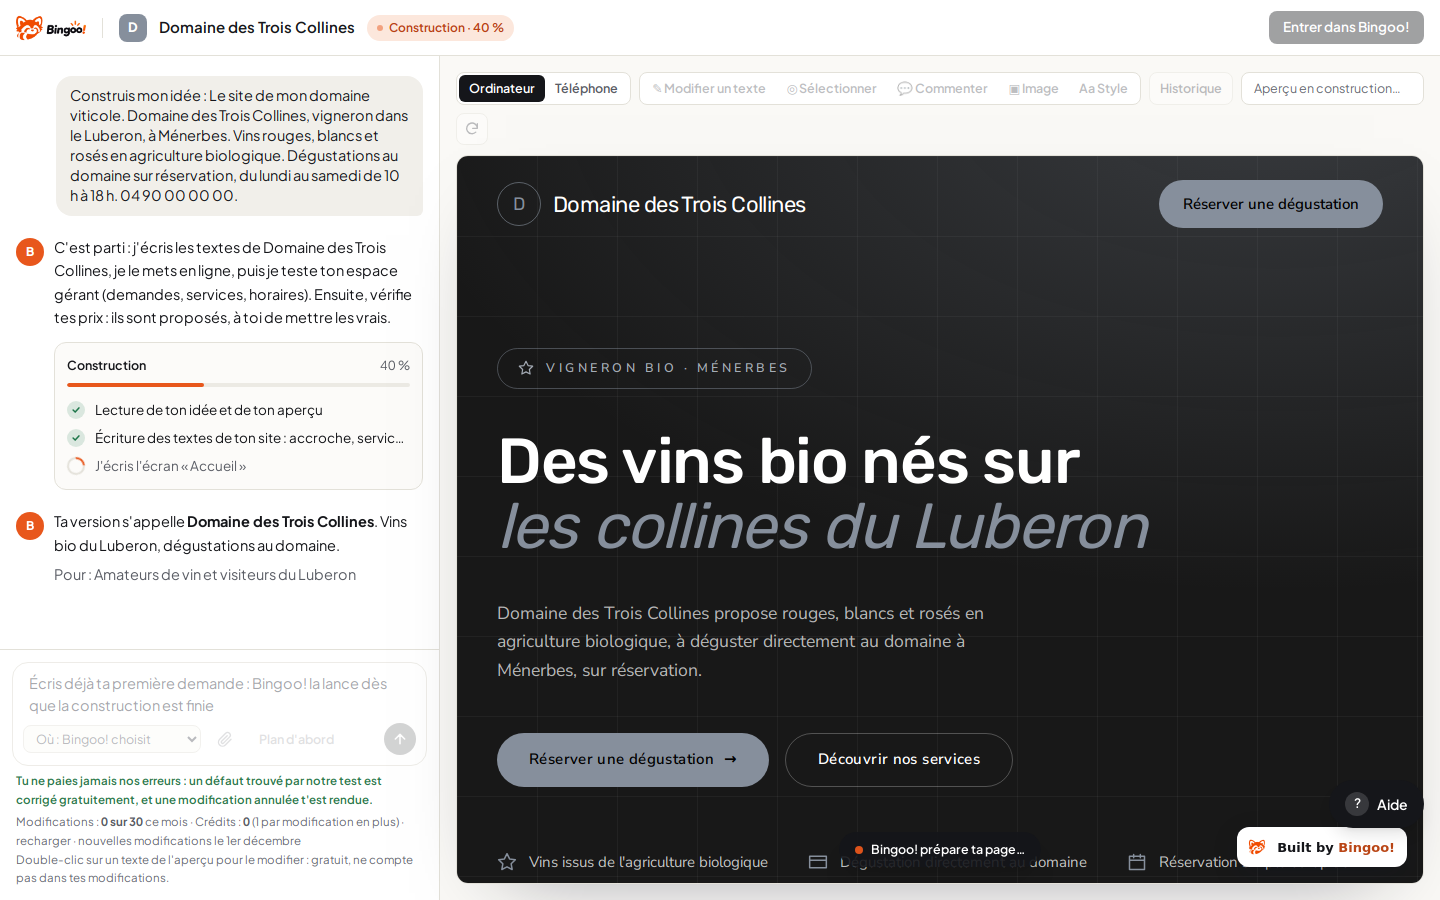 Bingoo!
D
Domaine des Trois Collines
Construction · 40 %
Entrer dans Bingoo!
Construis mon idée : Le site de mon domaine
viticole. Domaine des Trois Collines, vigneron dans
le Luberon, à Ménerbes. Vins rouges, blancs et
rosés en agriculture biologique. Dégustations au
domaine sur réservation, du lundi au samedi de 10
h à 18 h. 04 90 00 00 00.
B
C'est parti : j'écris les textes de Domaine des Trois
Collines, je le mets en ligne, puis je teste ton espace
gérant (demandes, services, horaires). Ensuite, vérifie
tes prix : ils sont proposés, à toi de mettre les vrais.
Construction
40 %
Lecture de ton idée et de ton aperçu
Écriture des textes de ton site : accroche, servic…
J'écris l'écran « Accueil »
B
Ta version s'appelle Domaine des Trois Collines. Vins
bio du Luberon, dégustations au domaine.
Pour : Amateurs de vin et visiteurs du Luberon
Écris déjà ta première demande : Bingoo! la lance dès
que la construction est finie
Où : Bingoo! choisit
Plan d'abord
Tu ne paies jamais nos erreurs : un défaut trouvé par notre test est
corrigé gratuitement, et une modification annulée t'est rendue.
Modifications : 0 sur 30 ce mois · Crédits : 0 (1 par modification en plus) ·
recharger · nouvelles modifications le 1er décembre
Double-clic sur un texte de l'aperçu pour le modifier : gratuit, ne compte
pas dans tes modifications.
Ordinateur
Téléphone
Modifier un texte
Sélectionner
Commenter
Image
Aa Style
Historique
Aperçu en construction…
D
Domaine des Trois Collines
Réserver une dégustation
VIGNERON BIO · MÉNERBES
Des vins bio nés sur
les collines du Luberon
Domaine des Trois Collines propose rouges, blancs et rosés en
agriculture biologique, à déguster directement au domaine à
Ménerbes, sur réservation.
Réserver une dégustation →
Découvrir nos services
Vins issus de l'agriculture biologique
Dégustation directement au domaine
Réservation
Bingoo! prépare ta page…
? Aide
Built by Bingoo!